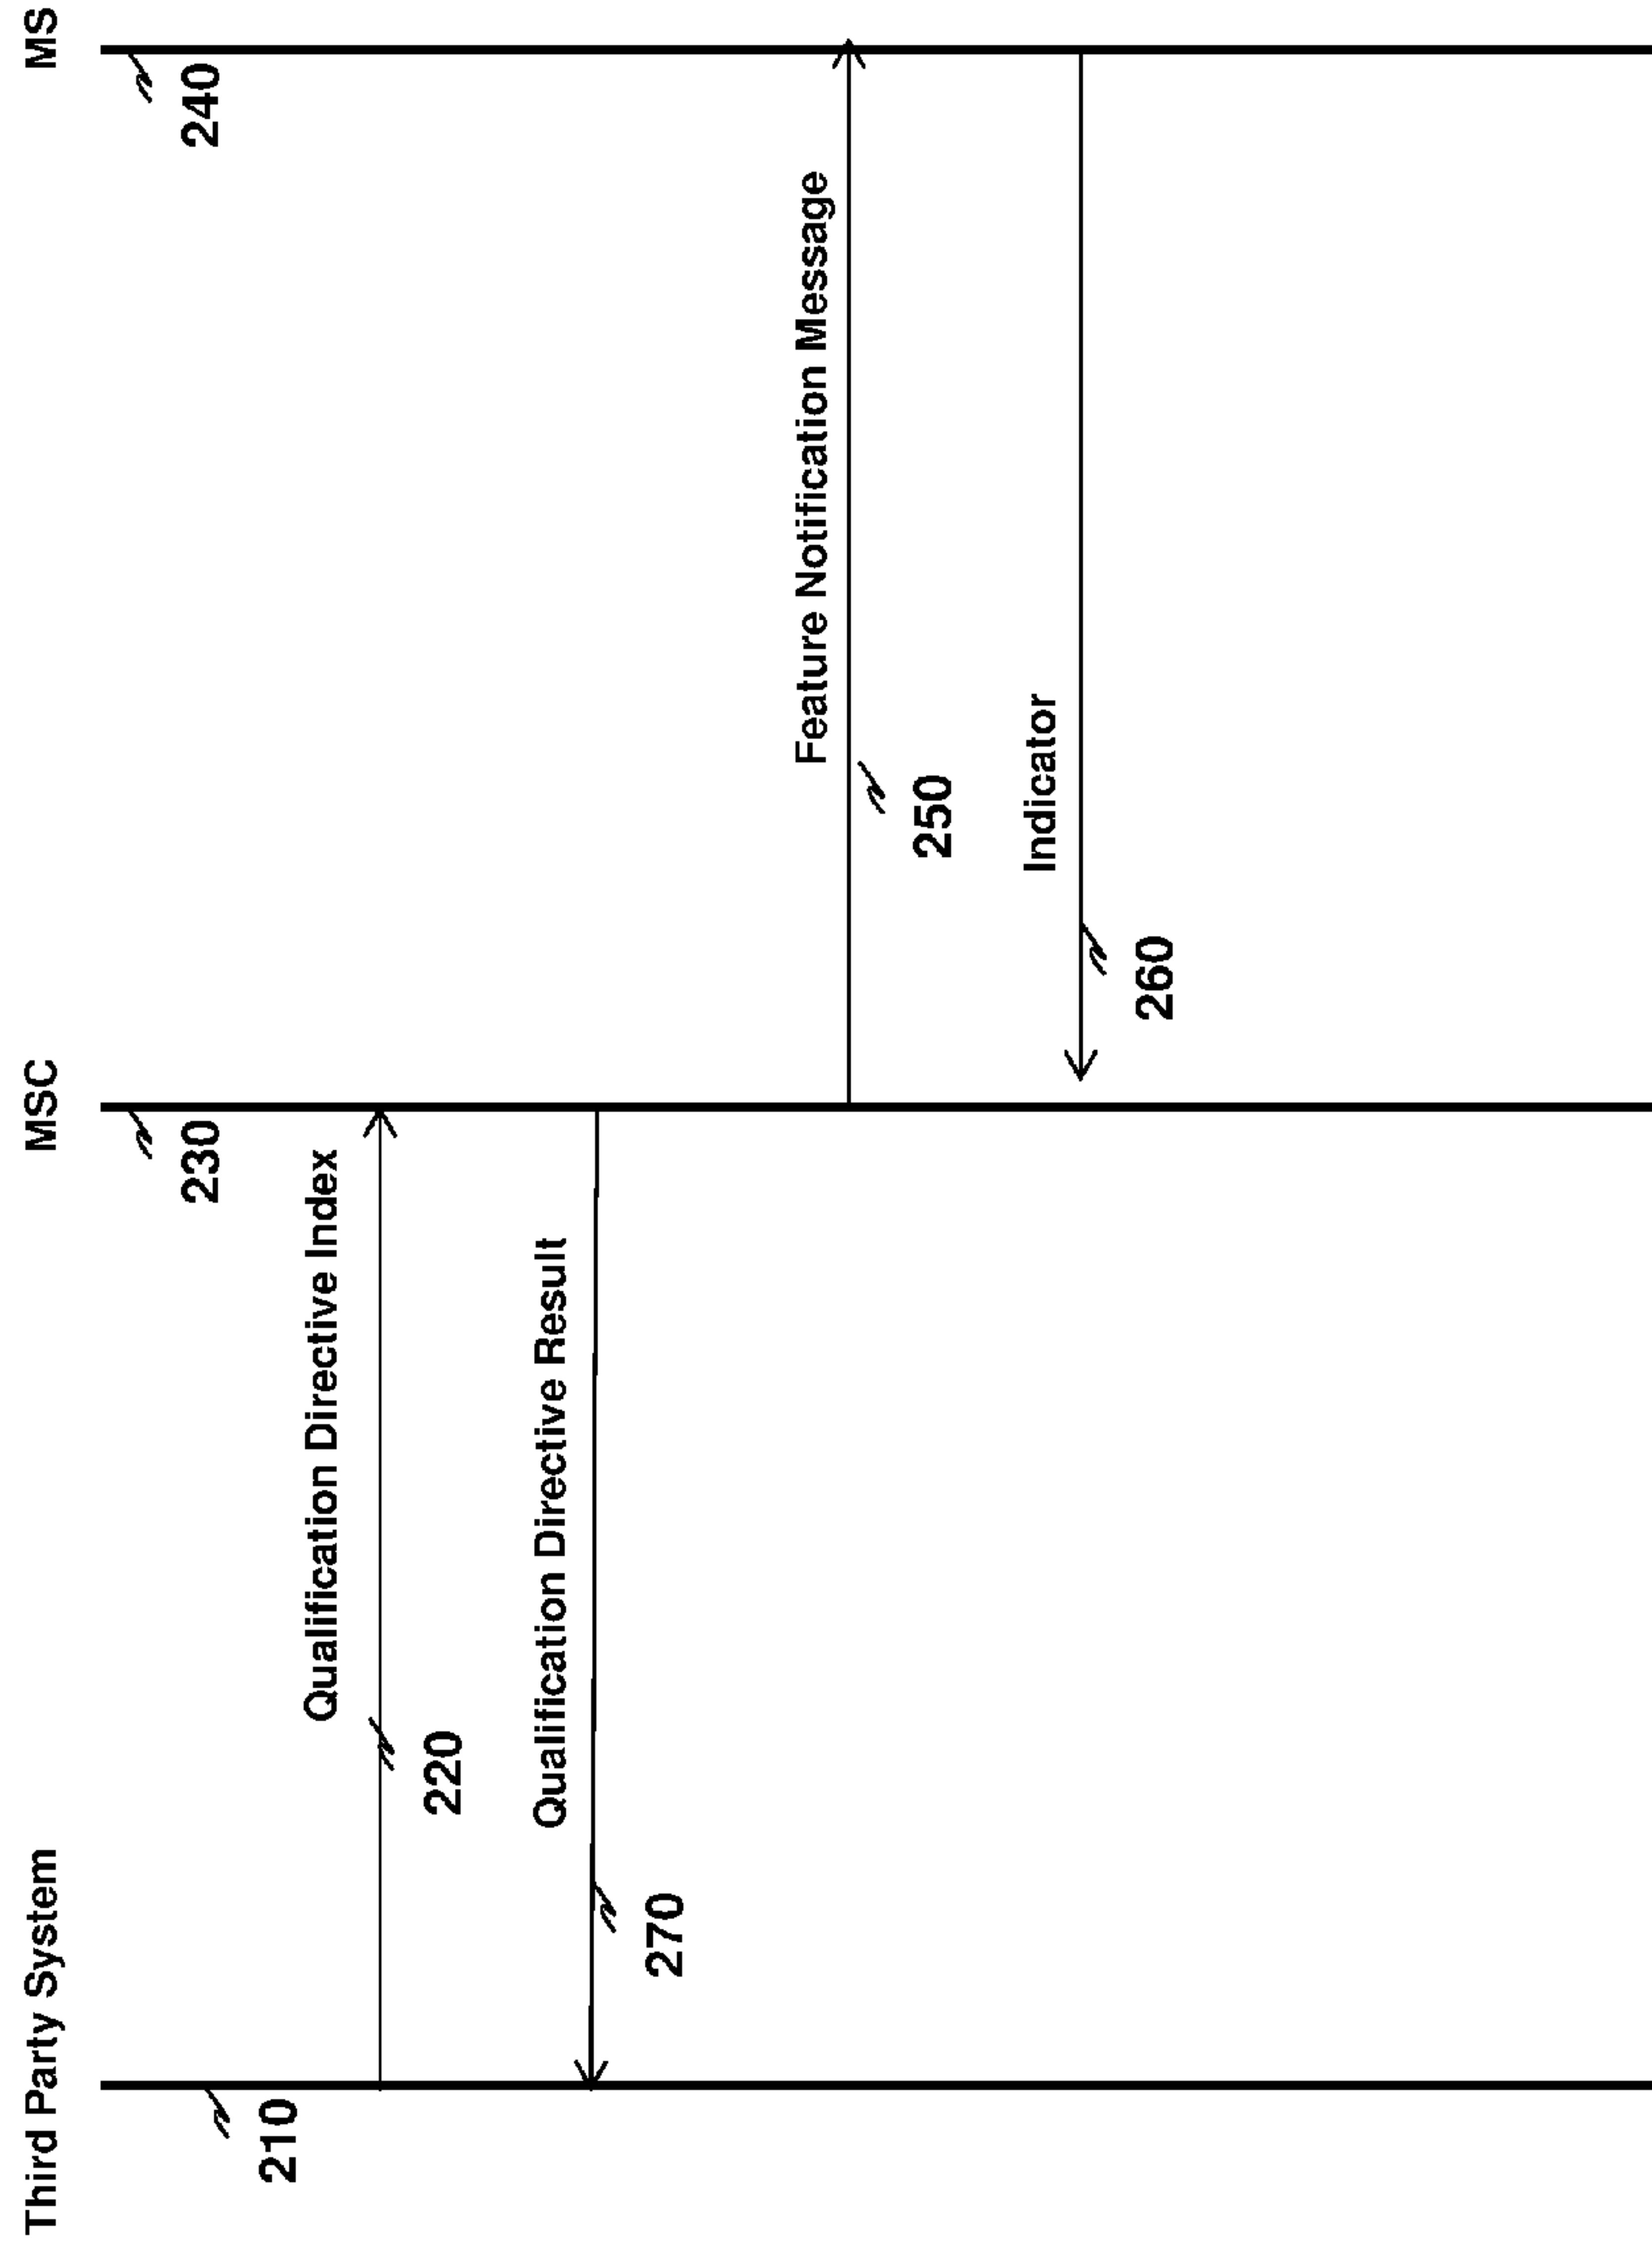 Third Party System
MSC
MS
210
230
240
Qualification Directive Index
220
Qualification Directive Result
270
Feature Notification Message
250
Indicator
260